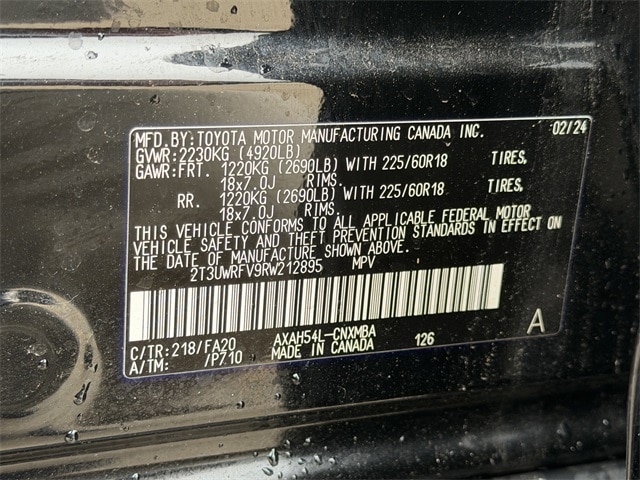 MFD.BY:TOYOTA MOTOR MANUFACTURING CANADA INC. 02/24
GVWR:2230KG (4920LB)
GAWR:FRT. 1220KG (2690LB) WITH 225/60R18 TIRES,
18x7.0J RIMS.
RR. 1220KG (2690LB) WITH 225/60R18 TIRES,
18x7.0J RIMS.
THIS VEHICLE CONFORMS TO ALL APPLICABLE FEDERAL MOTOR
VEHICLE SAFETY AND THEFT PREVENTION STANDARDS IN EFFECT ON
THE DATE OF MANUFACTURE SHOWN ABOVE.
2T3UWRFV9RW212895 MPV
C/TR:218/FA20 AXAH54L-CNXMBA 126 A
A/TM: /P710 MADE IN CANADA